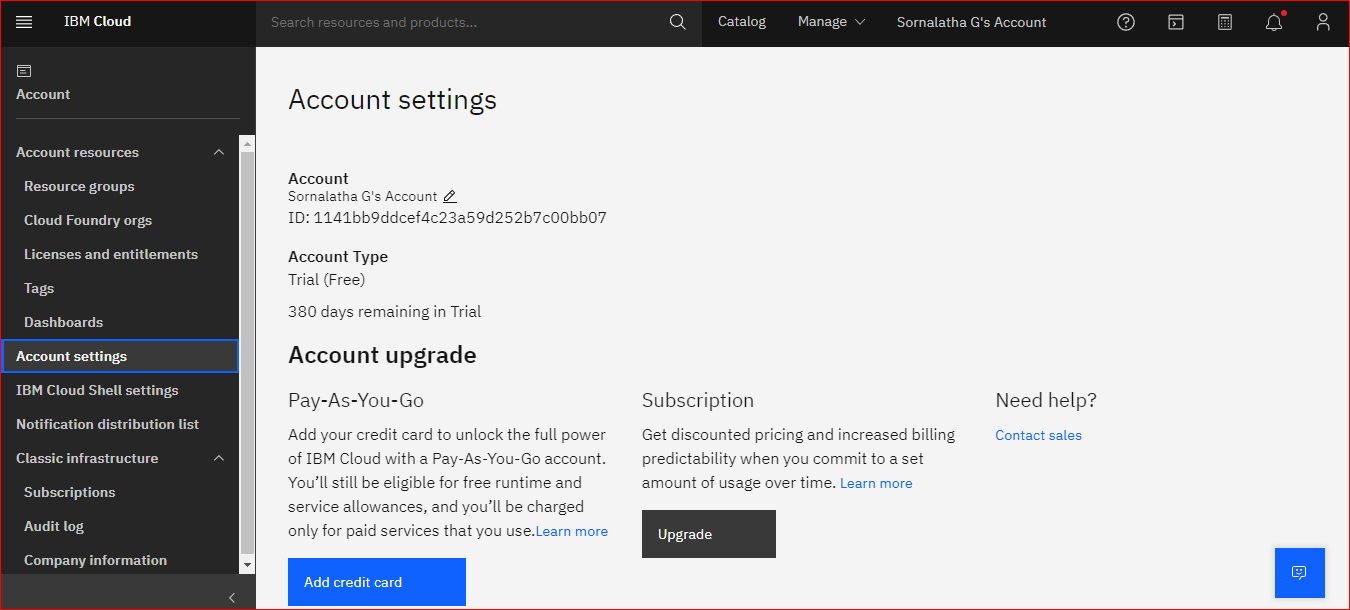 IBM Cloud
Search resources and products...
Catalog
Manage
Sornalatha G's Account
Account
Account resources
Resource groups
Cloud Foundry orgs
Licenses and entitlements
Tags
Dashboards
Account settings
IBM Cloud Shell settings
Notification distribution list
Classic infrastructure
Subscriptions
Audit log
Company information
Account settings
Account
Sornalatha G's Account
ID: 1141bb9ddcef4c23a59d252b7c00bb07
Account Type
Trial (Free)
380 days remaining in Trial
Account upgrade
Pay-As-You-Go
Add your credit card to unlock the full power
of IBM Cloud with a Pay-As-You-Go account.
You’ll still be eligible for free runtime and
service allowances, and you’ll be charged
only for paid services that you use.Learn more
Add credit card
Subscription
Get discounted pricing and increased billing
predictability when you commit to a set
amount of usage over time. Learn more
Upgrade
Need help?
Contact sales